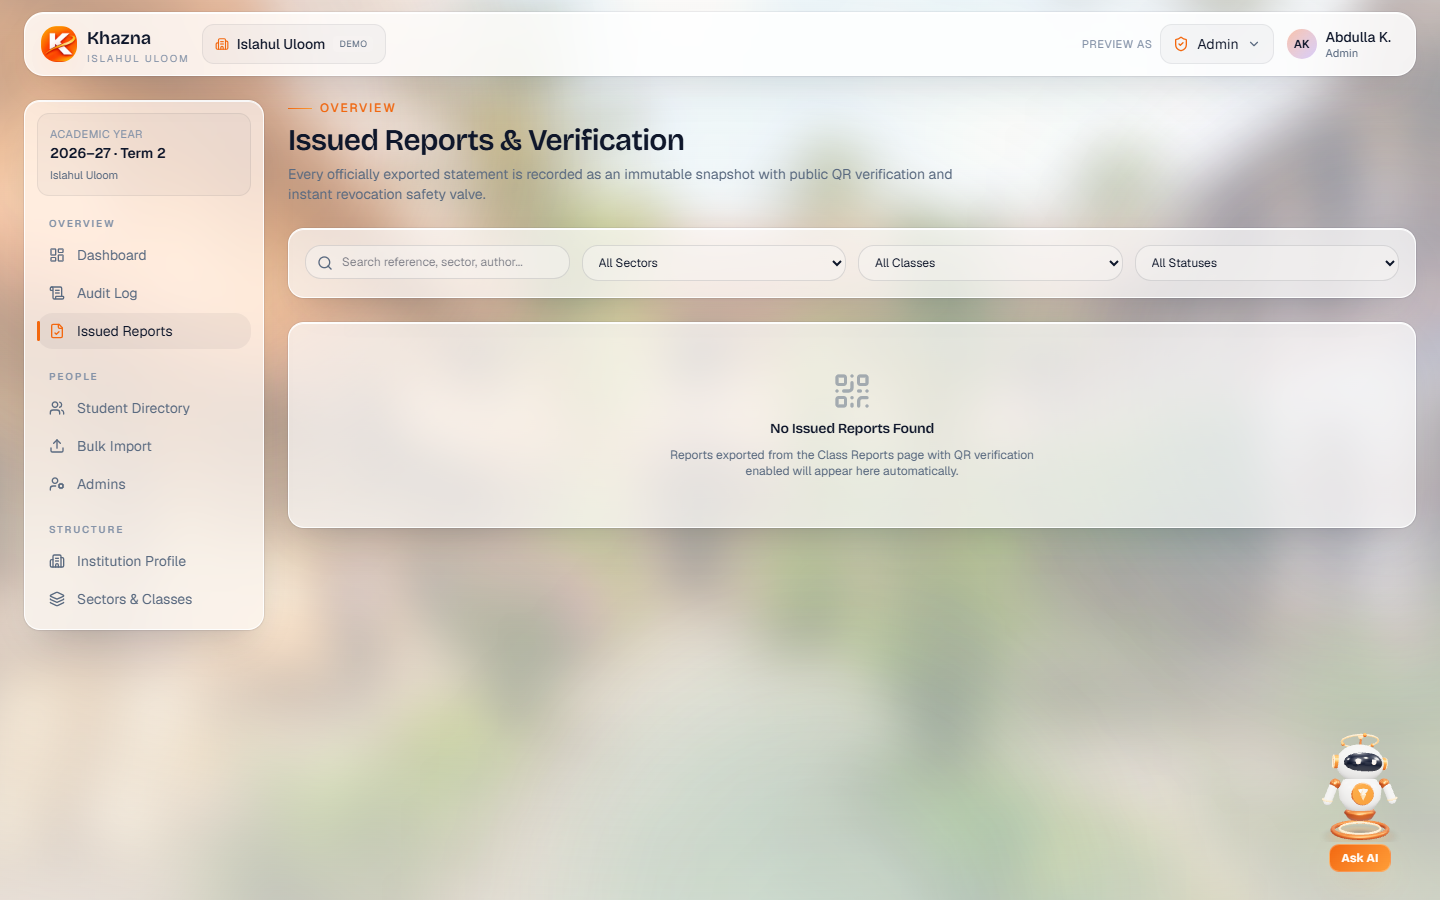 Khazna
ISLAHUL ULOOM
Islahul Uloom DEMO
PREVIEW AS
Admin
AK
Abdulla K.
Admin
ACADEMIC YEAR
2026–27 · Term 2
Islahul Uloom
OVERVIEW
Dashboard
Audit Log
Issued Reports
PEOPLE
Student Directory
Bulk Import
Admins
STRUCTURE
Institution Profile
Sectors & Classes
OVERVIEW
Issued Reports & Verification
Every officially exported statement is recorded as an immutable snapshot with public QR verification and
instant revocation safety valve.
Search reference, sector, author...
All Sectors
All Classes
All Statuses
No Issued Reports Found
Reports exported from the Class Reports page with QR verification
enabled will appear here automatically.
Ask AI